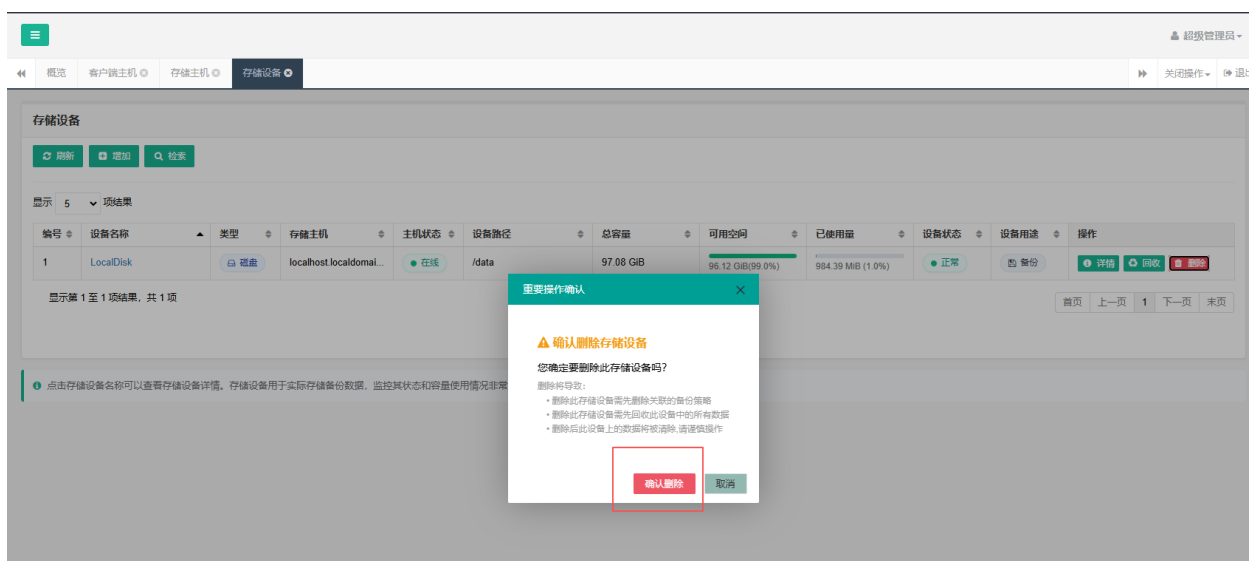 超级管理员
概览 客户端主机 存储主机 存储设备 关闭操作
存储设备
刷新 增加 检索
显示 5 项结果
编号 设备名称 类型 存储主机 主机状态 设备路径 总容量 可用空间 已使用量 设备状态 设备用途 操作
1 LocalDisk 磁盘 localhost.localdomai... 在线 /data 97.08 GiB 96.12 GiB(99.0%) 984.39 MiB (1.0%) 正常 备份 详情 回收 删除
显示第 1 至 1 项结果，共 1 项
首页 上一页 1 下一页 末页
重要操作确认
确认删除存储设备
您确定要删除此存储设备吗?
删除将导致:
• 删除此存储设备需先删除关联的备份策略
• 删除此存储设备需先回收此设备中的所有数据
• 删除后此设备上的数据将被清除,请谨慎操作
确认删除 取消
点击存储设备名称可以查看存储设备详情。存储设备用于实际存储备份数据，监控其状态和容量使用情况非常